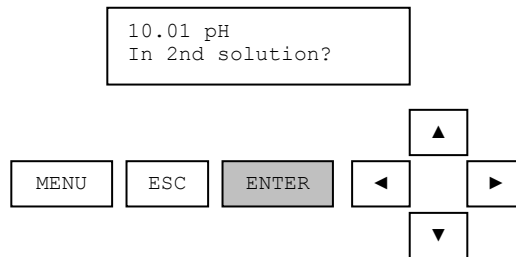 10.01 pH
In 2nd solution?
▲
MENU ESC ENTER ◄ ►
▼